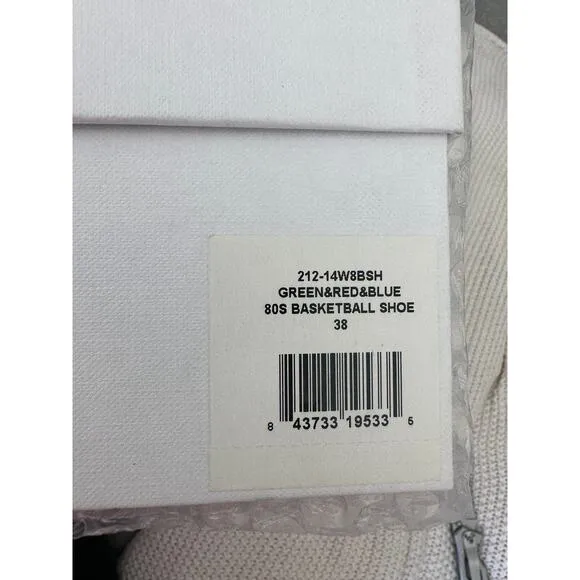 212-14W8BSH
GREEN&RED&BLUE
80S BASKETBALL SHOE
38
8 43733 19533 5